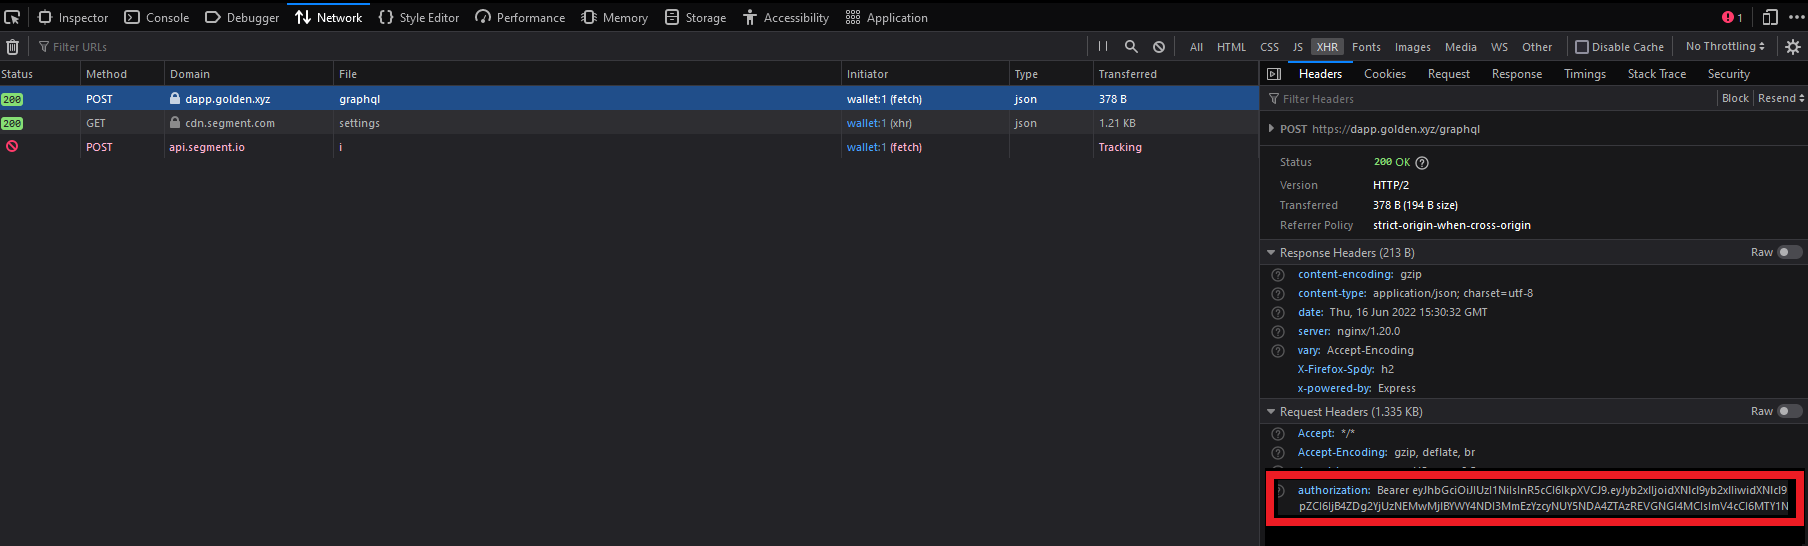 Inspector Console Debugger Network Style Editor Performance Memory Storage Accessibility Application 1
Filter URLs All HTML CSS JS XHR Fonts Images Media WS Other Disable Cache No Throttling
Status Method Domain File Initiator Type Transferred
200 POST dapp.golden.xyz graphql wallet:1 (fetch) json 378 B
200 GET cdn.segment.com settings wallet:1 (xhr) json 1.21 KB
POST api.segment.io i wallet:1 (fetch) Tracking
Headers Cookies Request Response Timings Stack Trace Security
Filter Headers Block Resend
POST https://dapp.golden.xyz/graphql
Status 200 OK
Version HTTP/2
Transferred 378 B (194 B size)
Referrer Policy strict-origin-when-cross-origin
Response Headers (213 B) Raw
content-encoding: gzip
content-type: application/json; charset=utf-8
date: Thu, 16 Jun 2022 15:30:32 GMT
server: nginx/1.20.0
vary: Accept-Encoding
X-Firefox-Spdy: h2
x-powered-by: Express
Request Headers (1.335 KB) Raw
Accept: */*
Accept-Encoding: gzip, deflate, br
authorization: Bearer